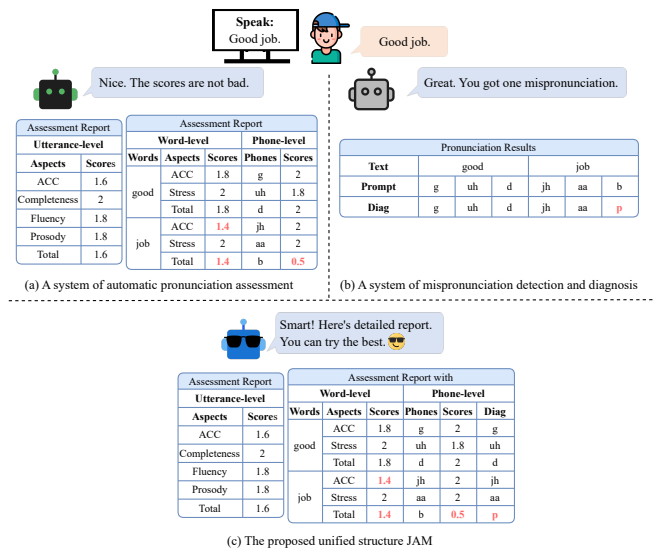 Speak:
Good job.
Good job.
Nice. The scores are not bad.
Assessment Report
Utterance-level
Aspects Scores
ACC 1.6
Completeness 2
Fluency 1.8
Prosody 1.8
Total 1.6
Assessment Report
Word-level Phone-level
Words Aspects Scores Phones Scores
good
ACC 1.8 g 2
Stress 2 uh 1.8
Total 1.8 d 2
job
ACC 1.4 jh 2
Stress 2 aa 2
Total 1.4 b 0.5
(a) A system of automatic pronunciation assessment
Great. You got one mispronunciation.
Pronunciation Results
Text good job
Prompt g uh d jh aa b
Diag g uh d jh aa p
(b) A system of mispronunciation detection and diagnosis
Smart! Here's detailed report.
You can try the best.
Assessment Report
Utterance-level
Aspects Scores
ACC 1.6
Completeness 2
Fluency 1.8
Prosody 1.8
Total 1.6
Assessment Report with
Word-level Phone-level
Words Aspects Scores Phones Scores Diag
good
ACC 1.8 g 2 g
Stress 2 uh 1.8 uh
Total 1.8 d 2 d
job
ACC 1.4 jh 2 jh
Stress 2 aa 2 aa
Total 1.4 b 0.5 p
(c) The proposed unified structure JAM